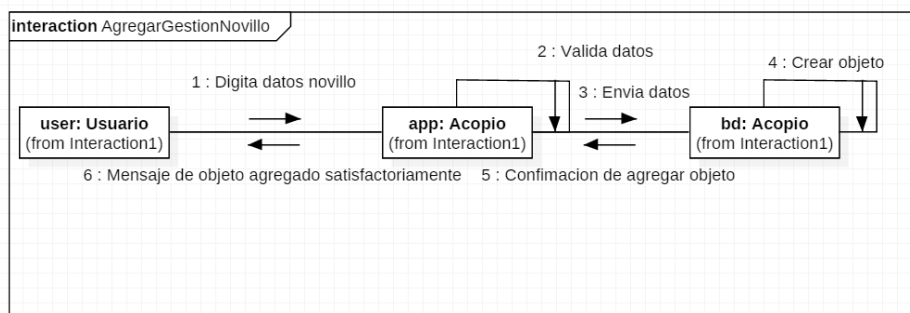 interaction AgregarGestionNovillo
2 : Valida datos
4 : Crear objeto
1 : Digita datos novillo
3 : Envia datos
user: Usuario
(from Interaction1)
app: Acopio
(from Interaction1)
bd: Acopio
(from Interaction1)
6 : Mensaje de objeto agregado satisfactoriamente
5 : Confimacion de agregar objeto